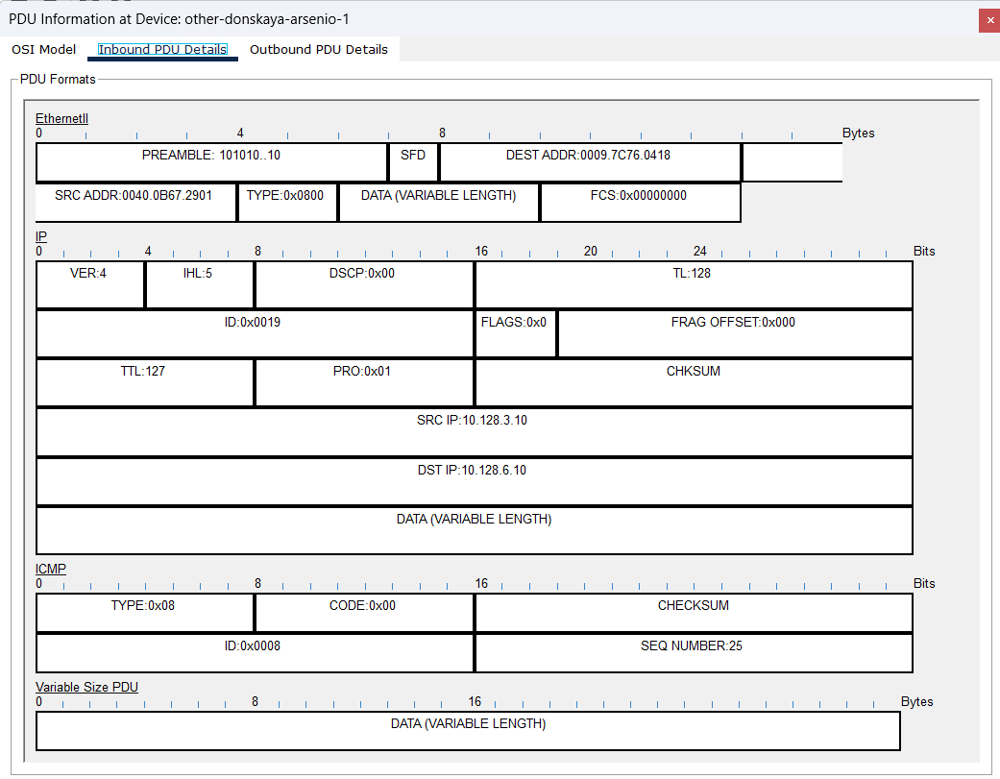 PDU Information at Device: other-donskaya-arsenio-1
OSI Model Inbound PDU Details Outbound PDU Details
PDU Formats
EthernetII
0 4 8 Bytes
PREAMBLE: 101010..10 SFD DEST ADDR:0009.7C76.0418
SRC ADDR:0040.0B67.2901 TYPE:0x0800 DATA (VARIABLE LENGTH) FCS:0x00000000
IP
0 4 8 16 20 24 Bits
VER:4 IHL:5 DSCP:0x00 TL:128
ID:0x0019 FLAGS:0x0 FRAG OFFSET:0x000
TTL:127 PRO:0x01 CHKSUM
SRC IP:10.128.3.10
DST IP:10.128.6.10
DATA (VARIABLE LENGTH)
ICMP
0 8 16 Bits
TYPE:0x08 CODE:0x00 CHECKSUM
ID:0x0008 SEQ NUMBER:25
Variable Size PDU
0 8 16 Bytes
DATA (VARIABLE LENGTH)